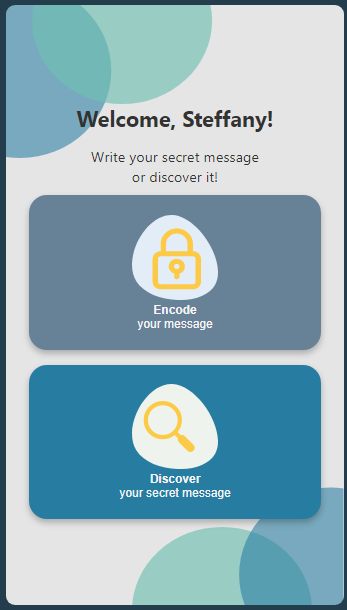 Welcome, Steffany!
Write your secret message
or discover it!
Encode
your message
Discover
your secret message